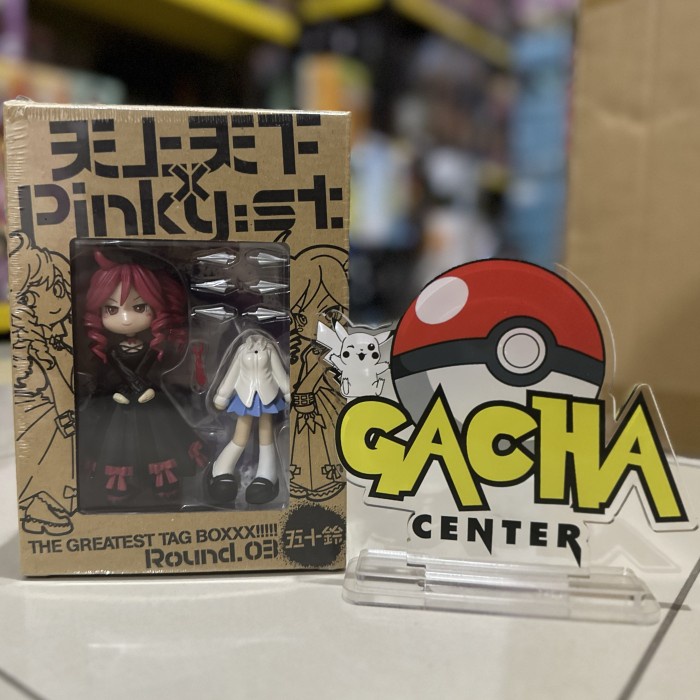 天上天下
x
Pinky:st.
THE GREATEST TAG BOXXX!!!!!
Round.03
五十鈴
GACHA
CENTER